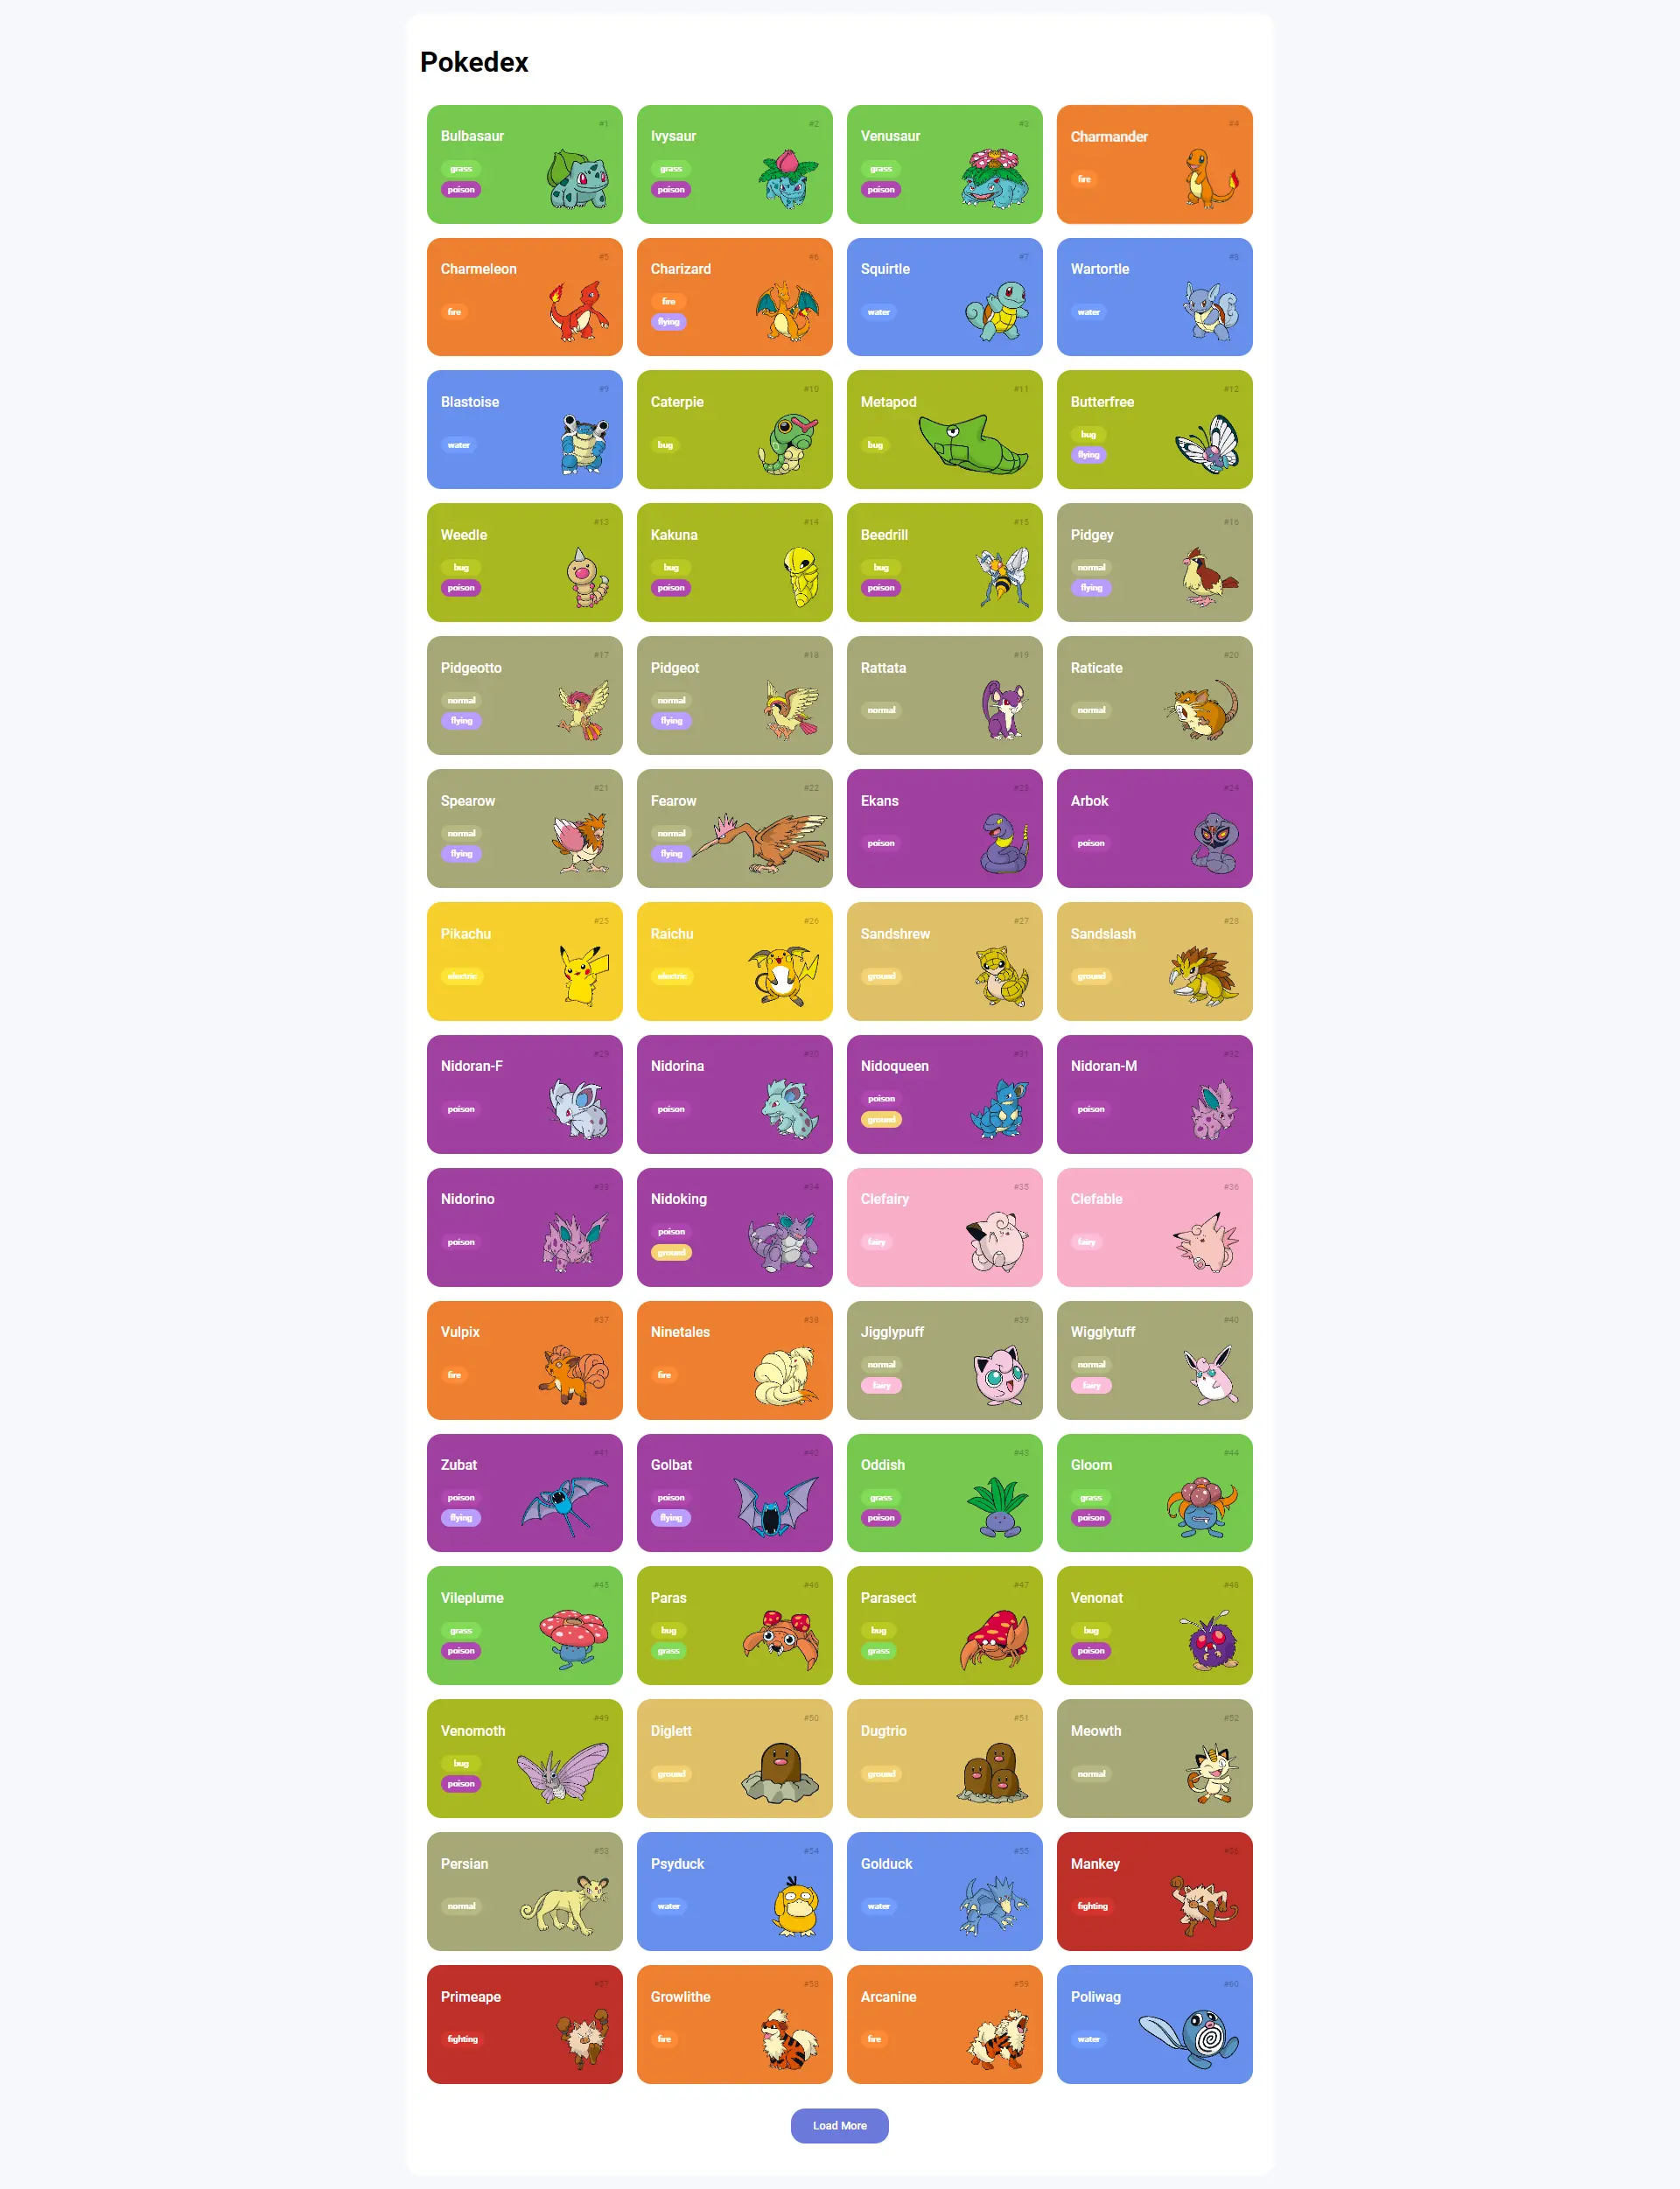 Pokedex
#1
Bulbasaur
grass
poison
#2
Ivysaur
grass
poison
#3
Venusaur
grass
poison
#4
Charmander
fire
#5
Charmeleon
fire
#6
Charizard
fire
flying
#7
Squirtle
water
#8
Wartortle
water
#9
Blastoise
water
#10
Caterpie
bug
#11
Metapod
bug
#12
Butterfree
bug
flying
#13
Weedle
bug
poison
#14
Kakuna
bug
poison
#15
Beedrill
bug
poison
#16
Pidgey
normal
flying
#17
Pidgeotto
normal
flying
#18
Pidgeot
normal
flying
#19
Rattata
normal
#20
Raticate
normal
#21
Spearow
normal
flying
#22
Fearow
normal
flying
#23
Ekans
poison
#24
Arbok
poison
#25
Pikachu
electric
#26
Raichu
electric
#27
Sandshrew
ground
#28
Sandslash
ground
#29
Nidoran-F
poison
#30
Nidorina
poison
#31
Nidoqueen
poison
ground
#32
Nidoran-M
poison
#33
Nidorino
poison
#34
Nidoking
poison
ground
#35
Clefairy
fairy
#36
Clefable
fairy
#37
Vulpix
fire
#38
Ninetales
fire
#39
Jigglypuff
normal
fairy
#40
Wigglytuff
normal
fairy
#41
Zubat
poison
flying
#42
Golbat
poison
flying
#43
Oddish
grass
poison
#44
Gloom
grass
poison
#45
Vileplume
grass
poison
#46
Paras
bug
grass
#47
Parasect
bug
grass
#48
Venonat
bug
poison
#49
Venomoth
bug
poison
#50
Diglett
ground
#51
Dugtrio
ground
#52
Meowth
normal
#53
Persian
normal
#54
Psyduck
water
#55
Golduck
water
#56
Mankey
fighting
#57
Primeape
fighting
#58
Growlithe
fire
#59
Arcanine
fire
#60
Poliwag
water
Load More